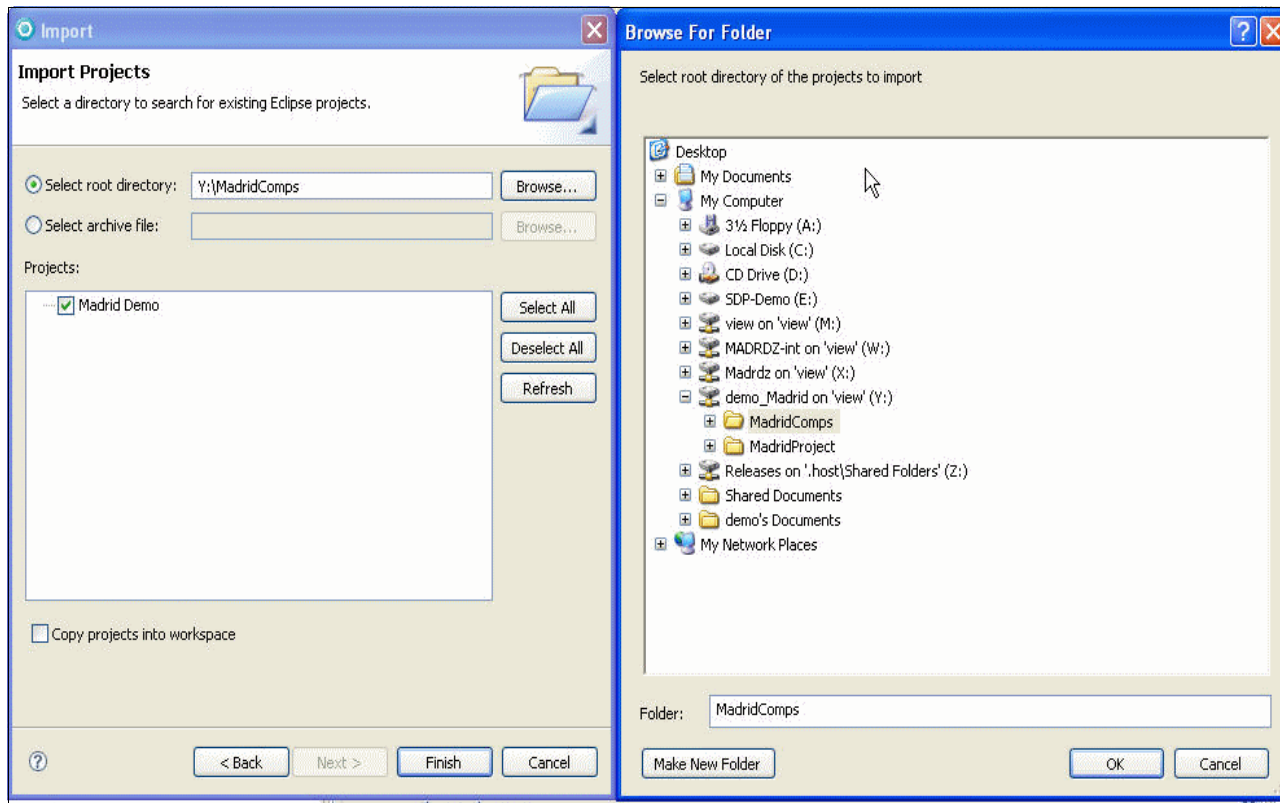 Import
Import Projects
Select a directory to search for existing Eclipse projects.
Select root directory:
Y:\MadridComps
Browse...
Select archive file:
Browse...
Projects:
Madrid Demo
Select All
Deselect All
Refresh
Copy projects into workspace
?
< Back
Next >
Finish
Cancel
Browse For Folder
?
Select root directory of the projects to import
Desktop
My Documents
My Computer
3½ Floppy (A:)
Local Disk (C:)
CD Drive (D:)
SDP-Demo (E:)
view on 'view' (M:)
MADRDZ-int on 'view' (W:)
Madrdz on 'view' (X:)
demo_Madrid on 'view' (Y:)
MadridComps
MadridProject
Releases on '.host\Shared Folders' (Z:)
Shared Documents
demo's Documents
My Network Places
Folder:
MadridComps
Make New Folder
OK
Cancel